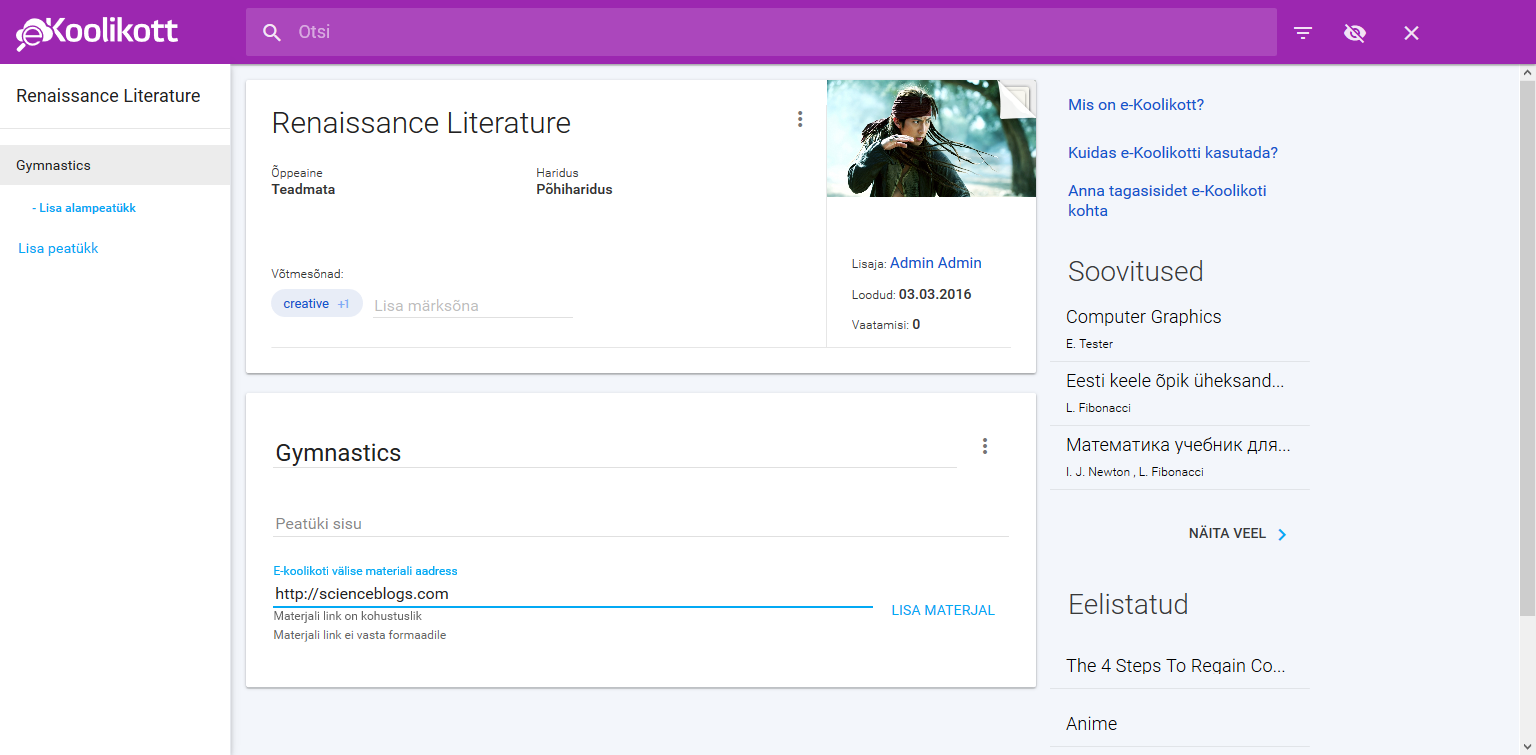 eKoolikott
Otsi
Renaissance Literature
Gymnastics
- Lisa alampeatükk
Lisa peatükk
Renaissance Literature
Õppeaine
Teadmata
Haridus
Põhiharidus
Võtmesõnad:
creative +1
Lisa märksõna
Lisaja: Admin Admin
Loodud: 03.03.2016
Vaatamisi: 0
Gymnastics
Peatüki sisu
E-koolikoti välise materiali aadress
http://scienceblogs.com
LISA MATERJAL
Materjali link on kohustuslik
Materjali link ei vasta formaadile
Mis on e-Koolikott?
Kuidas e-Koolikotti kasutada?
Anna tagasisidet e-Koolikoti
kohta
Soovitused
Computer Graphics
E. Tester
Eesti keele õpik üheksand...
L. Fibonacci
Математика учебник для...
I. J. Newton , L. Fibonacci
NÄITA VEEL
Eelistatud
The 4 Steps To Regain Co...
Anime